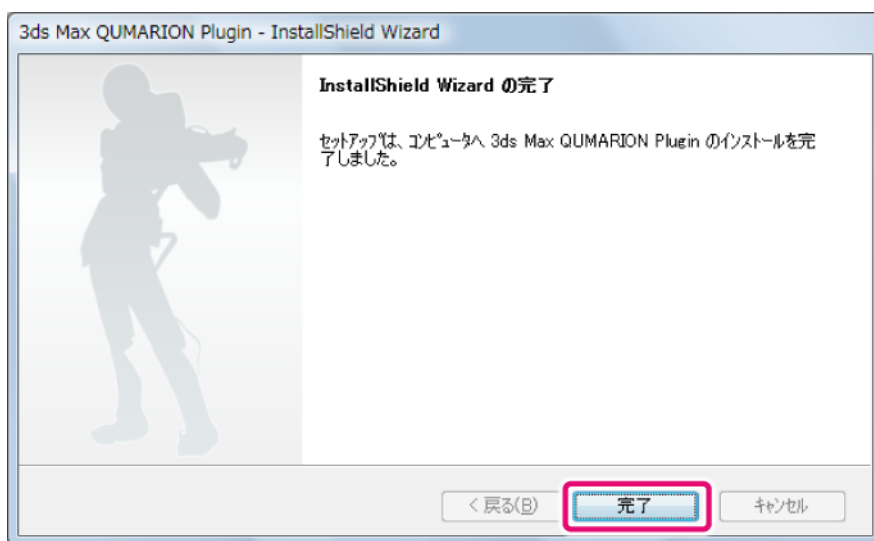 3ds Max QUMARION Plugin - InstallShield Wizard
InstallShield Wizard の完了
セットアップは、コンピュータへ 3ds Max QUMARION Plugin のインストールを完
了しました。
< 戻る(B)
完了
キャンセル